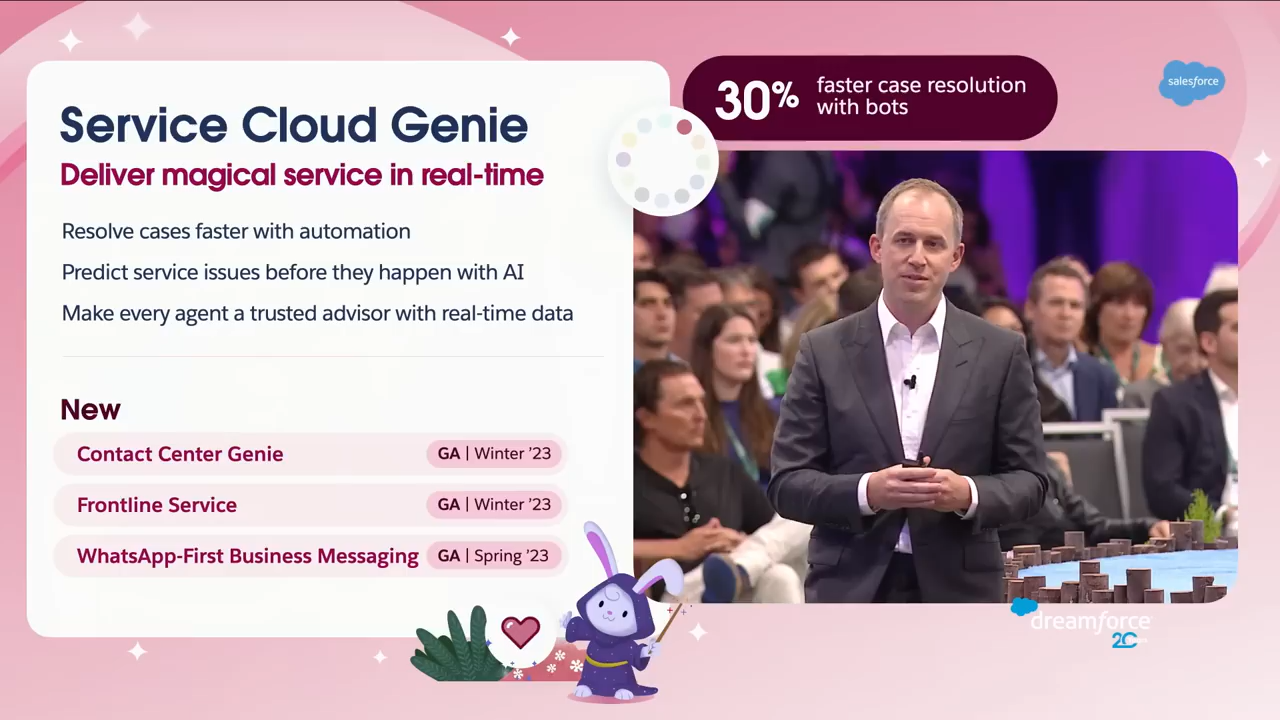 Service Cloud Genie
Deliver magical service in real-time
Resolve cases faster with automation
Predict service issues before they happen with AI
Make every agent a trusted advisor with real-time data
New
Contact Center Genie
GA | Winter ’23
Frontline Service
GA | Winter ’23
WhatsApp-First Business Messaging
GA | Spring ’23
30% faster case resolution
with bots
salesforce
dreamforce
20